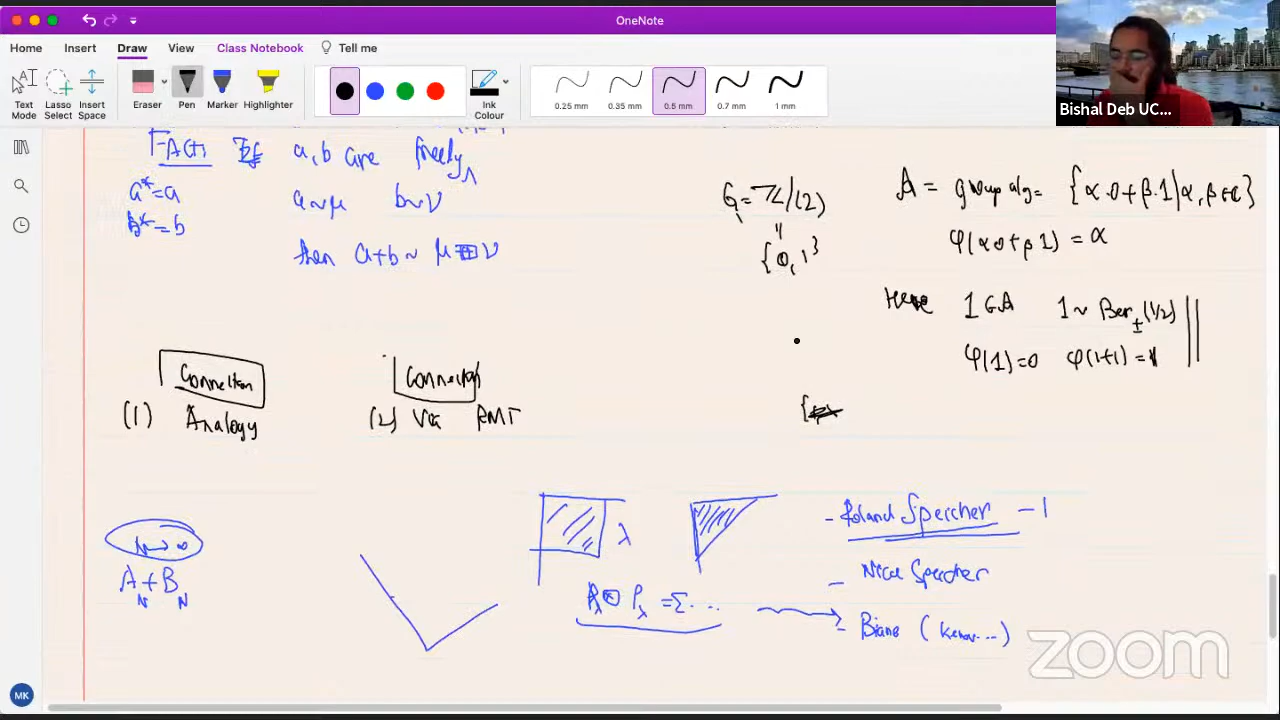 OneNote
Home Insert Draw View Class Notebook Tell me
Text Mode
Lasso Select
Insert Space
Eraser
Pen
Marker
Highlighter
Ink Colour
0.25 mm
0.35 mm
0.5 mm
0.7 mm
1 mm
Bishal Deb UC...
FACT: If a, b are freely
a*=a
b*=b
a~μ b~ν
then a+b ~ μ⊞ν
G = ℤ/(2)
{0, 1}
A = group alg = {α.0+β.1 | α, β∈ℂ}
φ(α0+β1) = α
Here 1∈A 1~Ber±(1/2)
φ(1)=0 φ(1+1)=1
Connection
(1) Analogy
Connection
(2) Via RMT
N→∞
A_N+B_N
λ
P_λ =Σ...
- Roland Speicher -1
- Nica Speicher
- Biane (Kerov...)
zoom
MK